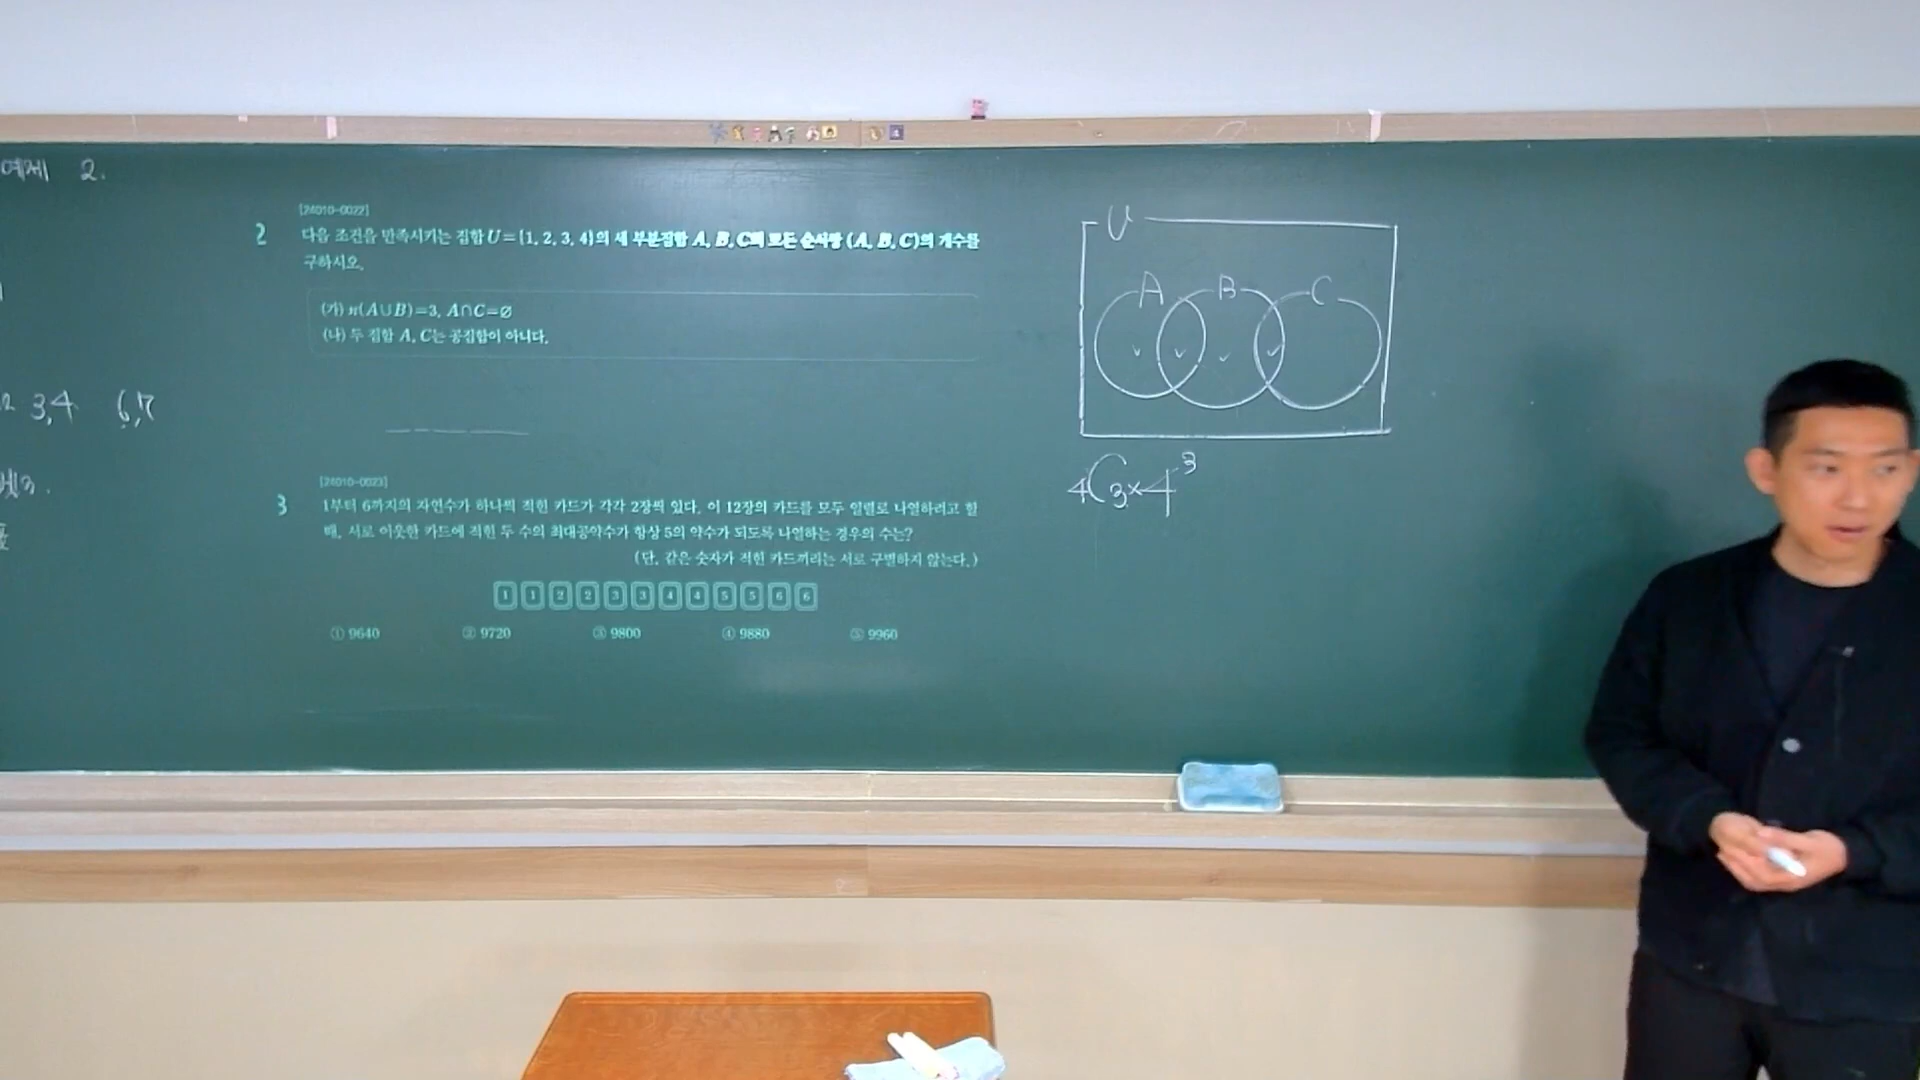 예제 2.
3,4 6,7
[24010-0022]
2 다음 조건을 만족시키는 집합 U={1, 2, 3, 4}의 세 부분집합 A, B, C의 모든 순서쌍 (A, B, C)의 개수를
구하시오.
(가) n(A∪B)=3, A∩C=∅
(나) 두 집합 A, C는 공집합이 아니다.
[24010-0023]
3 1부터 6까지의 자연수가 하나씩 적힌 카드가 각각 2장씩 있다. 이 12장의 카드를 모두 일렬로 나열하려고 할
때, 서로 이웃한 카드에 적힌 두 수의 최대공약수가 항상 5의 약수가 되도록 나열하는 경우의 수는?
(단, 같은 숫자가 적힌 카드끼리는 서로 구별하지 않는다.)
1 1 2 2 3 3 4 4 5 5 6 6
① 9640 ② 9720 ③ 9800 ④ 9880 ⑤ 9960
U
A B C
₄C₃×4³